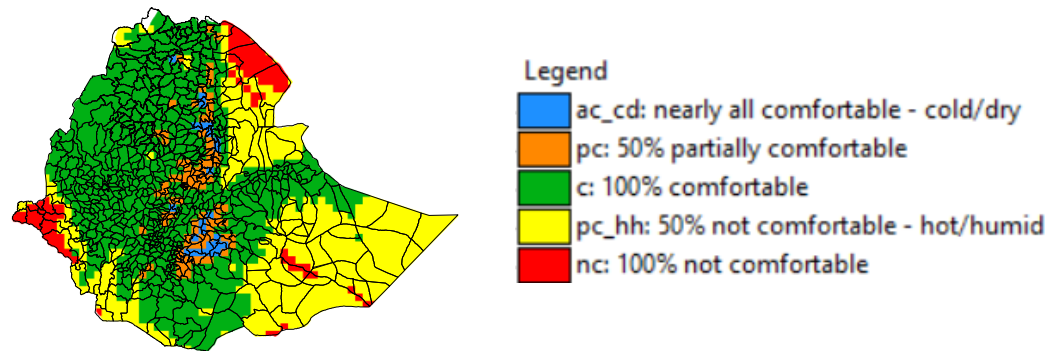 Legend
ac_cd: nearly all comfortable - cold/dry
pc: 50% partially comfortable
c: 100% comfortable
pc_hh: 50% not comfortable - hot/humid
nc: 100% not comfortable